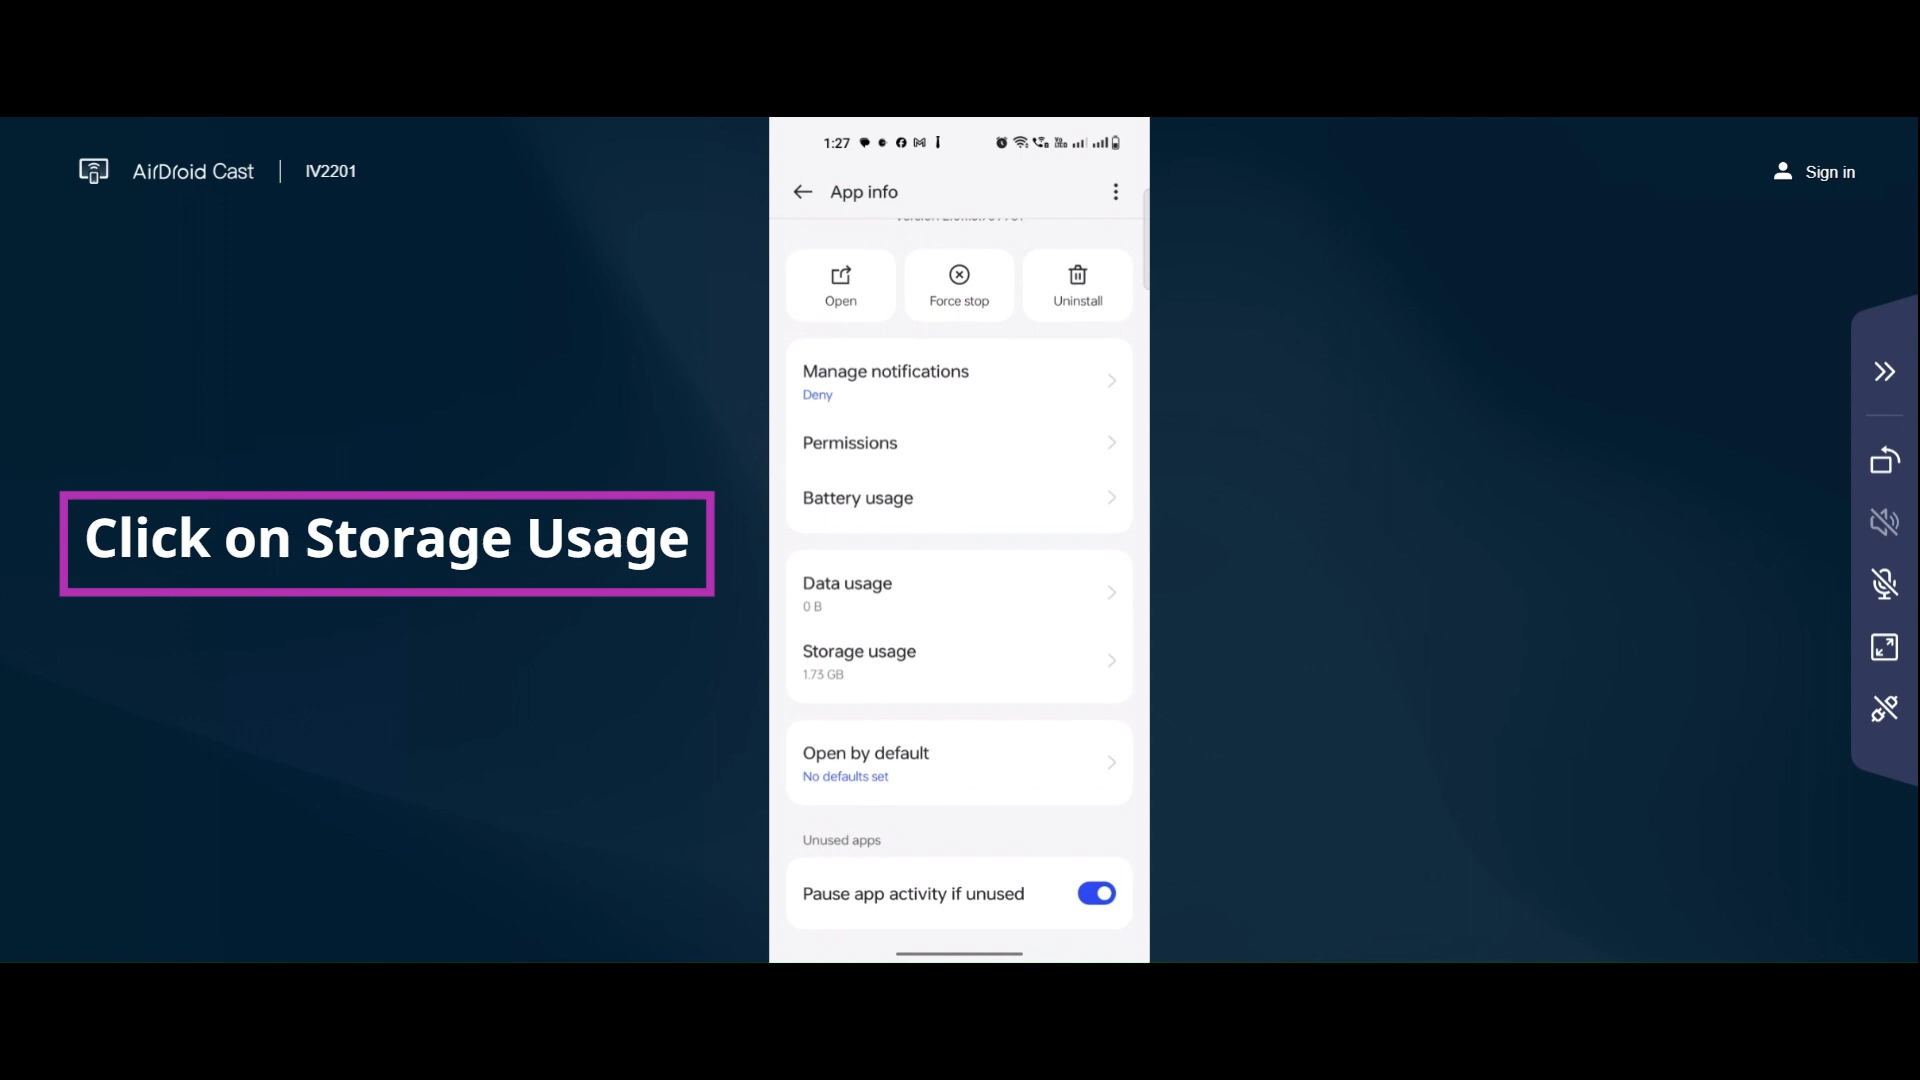 AirDroid Cast
IV2201
Sign in
1:27
App info
Open
Force stop
Uninstall
Manage notifications
Deny
Permissions
Battery usage
Click on Storage Usage
Data usage
0 B
Storage usage
1.73 GB
Open by default
No defaults set
Unused apps
Pause app activity if unused